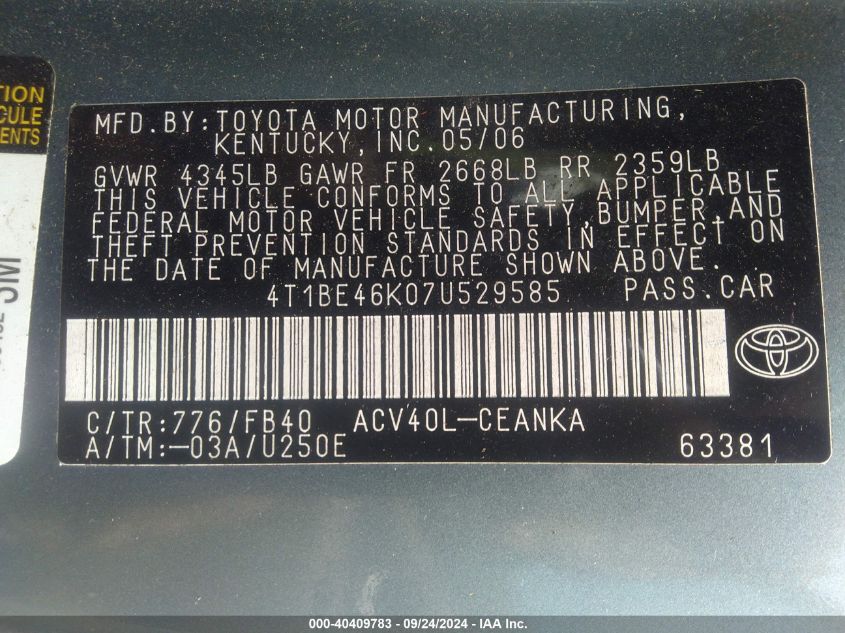 TION
CULE
ENTS
SM
MFD.BY:TOYOTA MOTOR MANUFACTURING,
KENTUCKY,INC.05/06
GVWR 4345LB GAWR FR 2668LB RR 2359LB
THIS VEHICLE CONFORMS TO ALL APPLICABLE
FEDERAL MOTOR VEHICLE SAFETY,BUMPER,AND
THEFT PREVENTION STANDARDS IN EFFECT ON
THE DATE OF MANUFACTURE SHOWN ABOVE.
4T1BE46K07U529585 PASS.CAR
C/TR:776/FB40 ACV40L-CEANKA
A/TM:-03A/U250E 63381
000-40409783 - 09/24/2024 - IAA Inc.